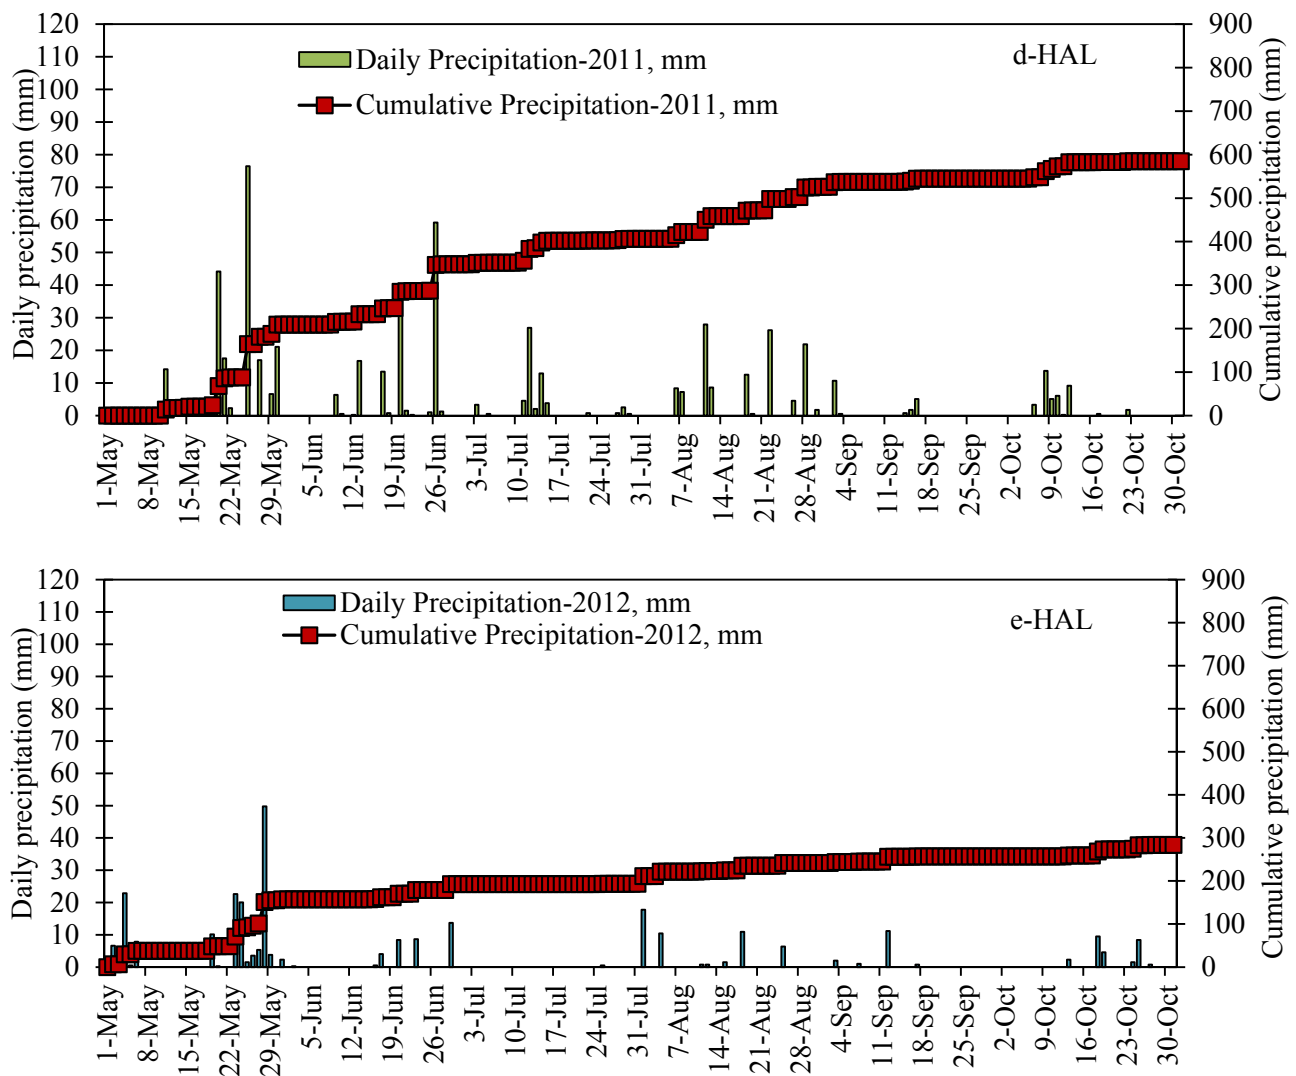 120
110
100
90
80
70
60
50
40
30
20
10
0
Daily precipitation (mm)
Daily Precipitation-2011, mm
Cumulative Precipitation-2011, mm
d-HAL
900
800
700
600
500
400
300
200
100
0
Cumulative precipitation (mm)
1-May
8-May
15-May
22-May
29-May
5-Jun
12-Jun
19-Jun
26-Jun
3-Jul
10-Jul
17-Jul
24-Jul
31-Jul
7-Aug
14-Aug
21-Aug
28-Aug
4-Sep
11-Sep
18-Sep
25-Sep
2-Oct
9-Oct
16-Oct
23-Oct
30-Oct
120
110
100
90
80
70
60
50
40
30
20
10
0
Daily precipitation (mm)
Daily Precipitation-2012, mm
Cumulative Precipitation-2012, mm
e-HAL
900
800
700
600
500
400
300
200
100
0
Cumulative precipitation (mm)
1-May
8-May
15-May
22-May
29-May
5-Jun
12-Jun
19-Jun
26-Jun
3-Jul
10-Jul
17-Jul
24-Jul
31-Jul
7-Aug
14-Aug
21-Aug
28-Aug
4-Sep
11-Sep
18-Sep
25-Sep
2-Oct
9-Oct
16-Oct
23-Oct
30-Oct